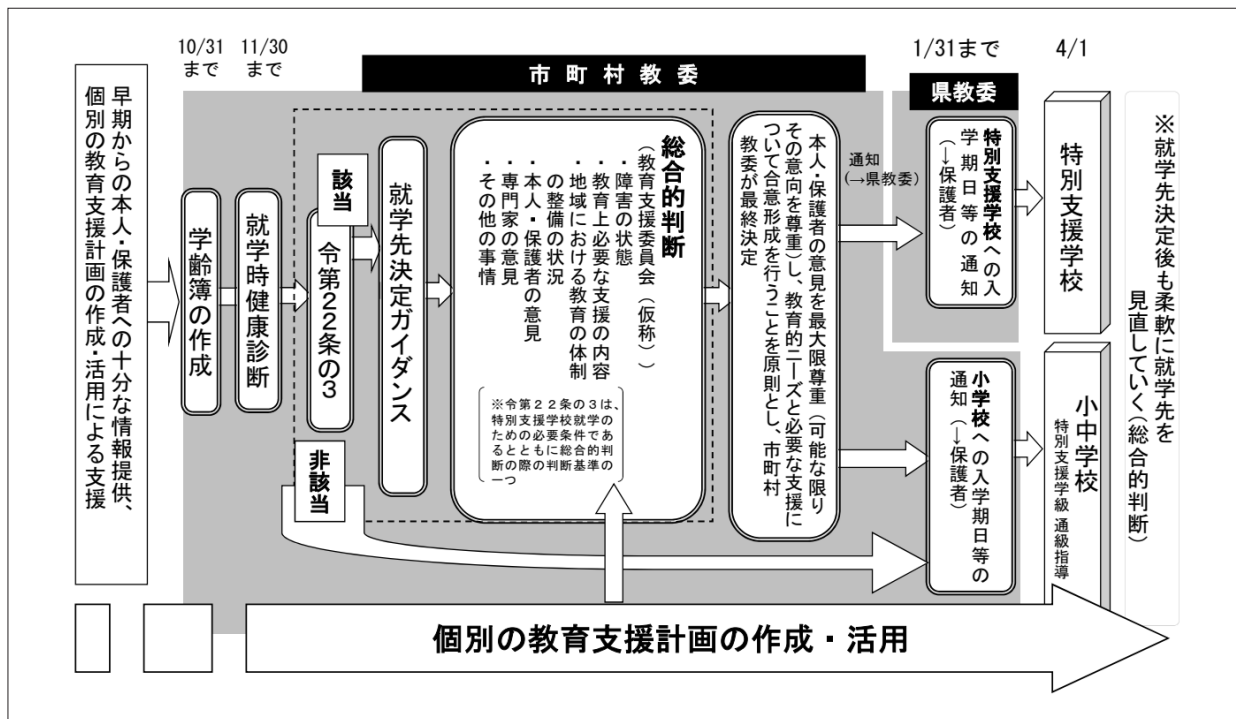 10/31
まで
11/30
まで
市町村教委
1/31まで
県教委
4/1
早期からの本人・保護者への十分な情報提供、
個別の教育支援計画の作成・活用による支援
学齢簿の作成
就学時健康診断
該当
令第22条の3
非該当
就学先決定ガイダンス
総合的判断
（教育支援委員会（仮称））
・障害の状態
・教育上必要な支援の内容
・地域における教育の体制
の整備の状況
・本人・保護者の意見
・専門家の意見
・その他の事情
※令第２２条の３は、
特別支援学校就学の
ための必要条件であ
るとともに総合的判
断の際の判断基準の
一つ
本人・保護者の意見を最大限尊重（可能な限り
その意向を尊重）し、教育的ニーズと必要な支援に
ついて合意形成を行うことを原則とし、市町村
教委が最終決定
通知
(→県教委)
特別支援学校への入
学期日等の通知
（→保護者）
小学校への入学期日等の
通知（→保護者）
特別支援学校
小中学校
特別支援学級 通級指導
※就学先決定後も柔軟に就学先を
見直していく（総合的判断）
個別の教育支援計画の作成・活用